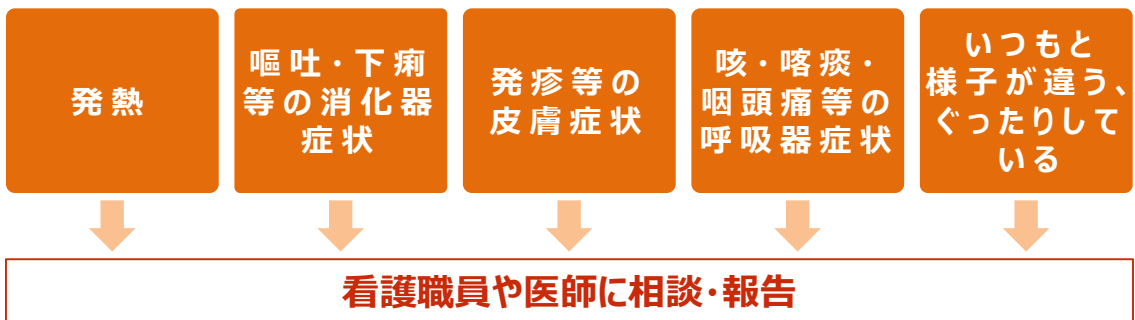 発熱
嘔吐・下痢
等の消化器
症状
発疹等の
皮膚症状
咳・喀痰・
咽頭痛等の
呼吸器症状
いつもと
様子が違う、
ぐったりして
いる
看護職員や医師に相談・報告